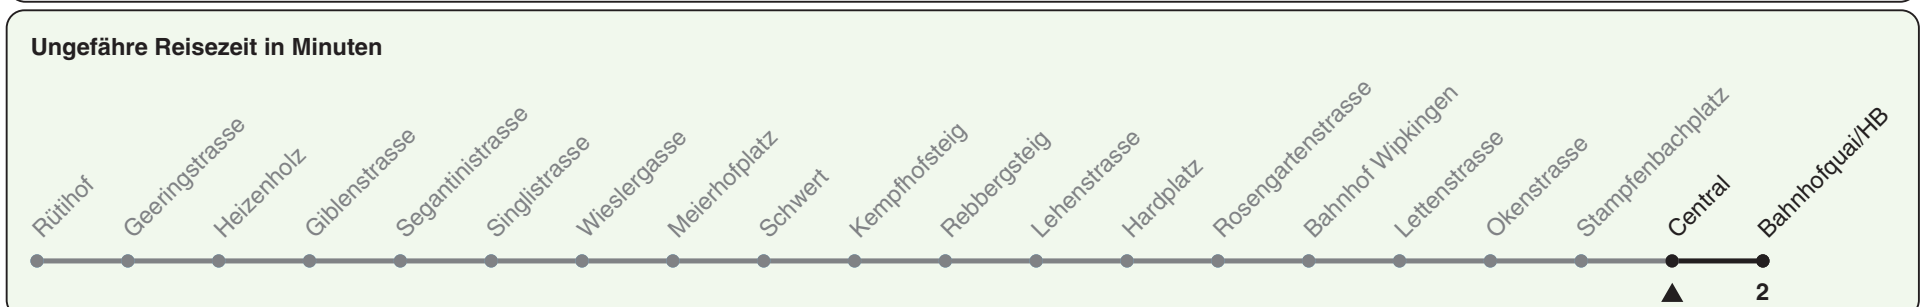 Ungefähre Reisezeit in Minuten
Rütihof
Geeringstrasse
Heizenholz
Giblenstrasse
Segantinistrasse
Singlistrasse
Wieslergasse
Meierhofplatz
Schwert
Kempfhofsteig
Rebbergsteig
Lehenstrasse
Hardplatz
Rosengartenstrasse
Bahnhof Wipkingen
Lettenstrasse
Okenstrasse
Stampfenbachplatz
Central
Bahnhofquai/HB
2